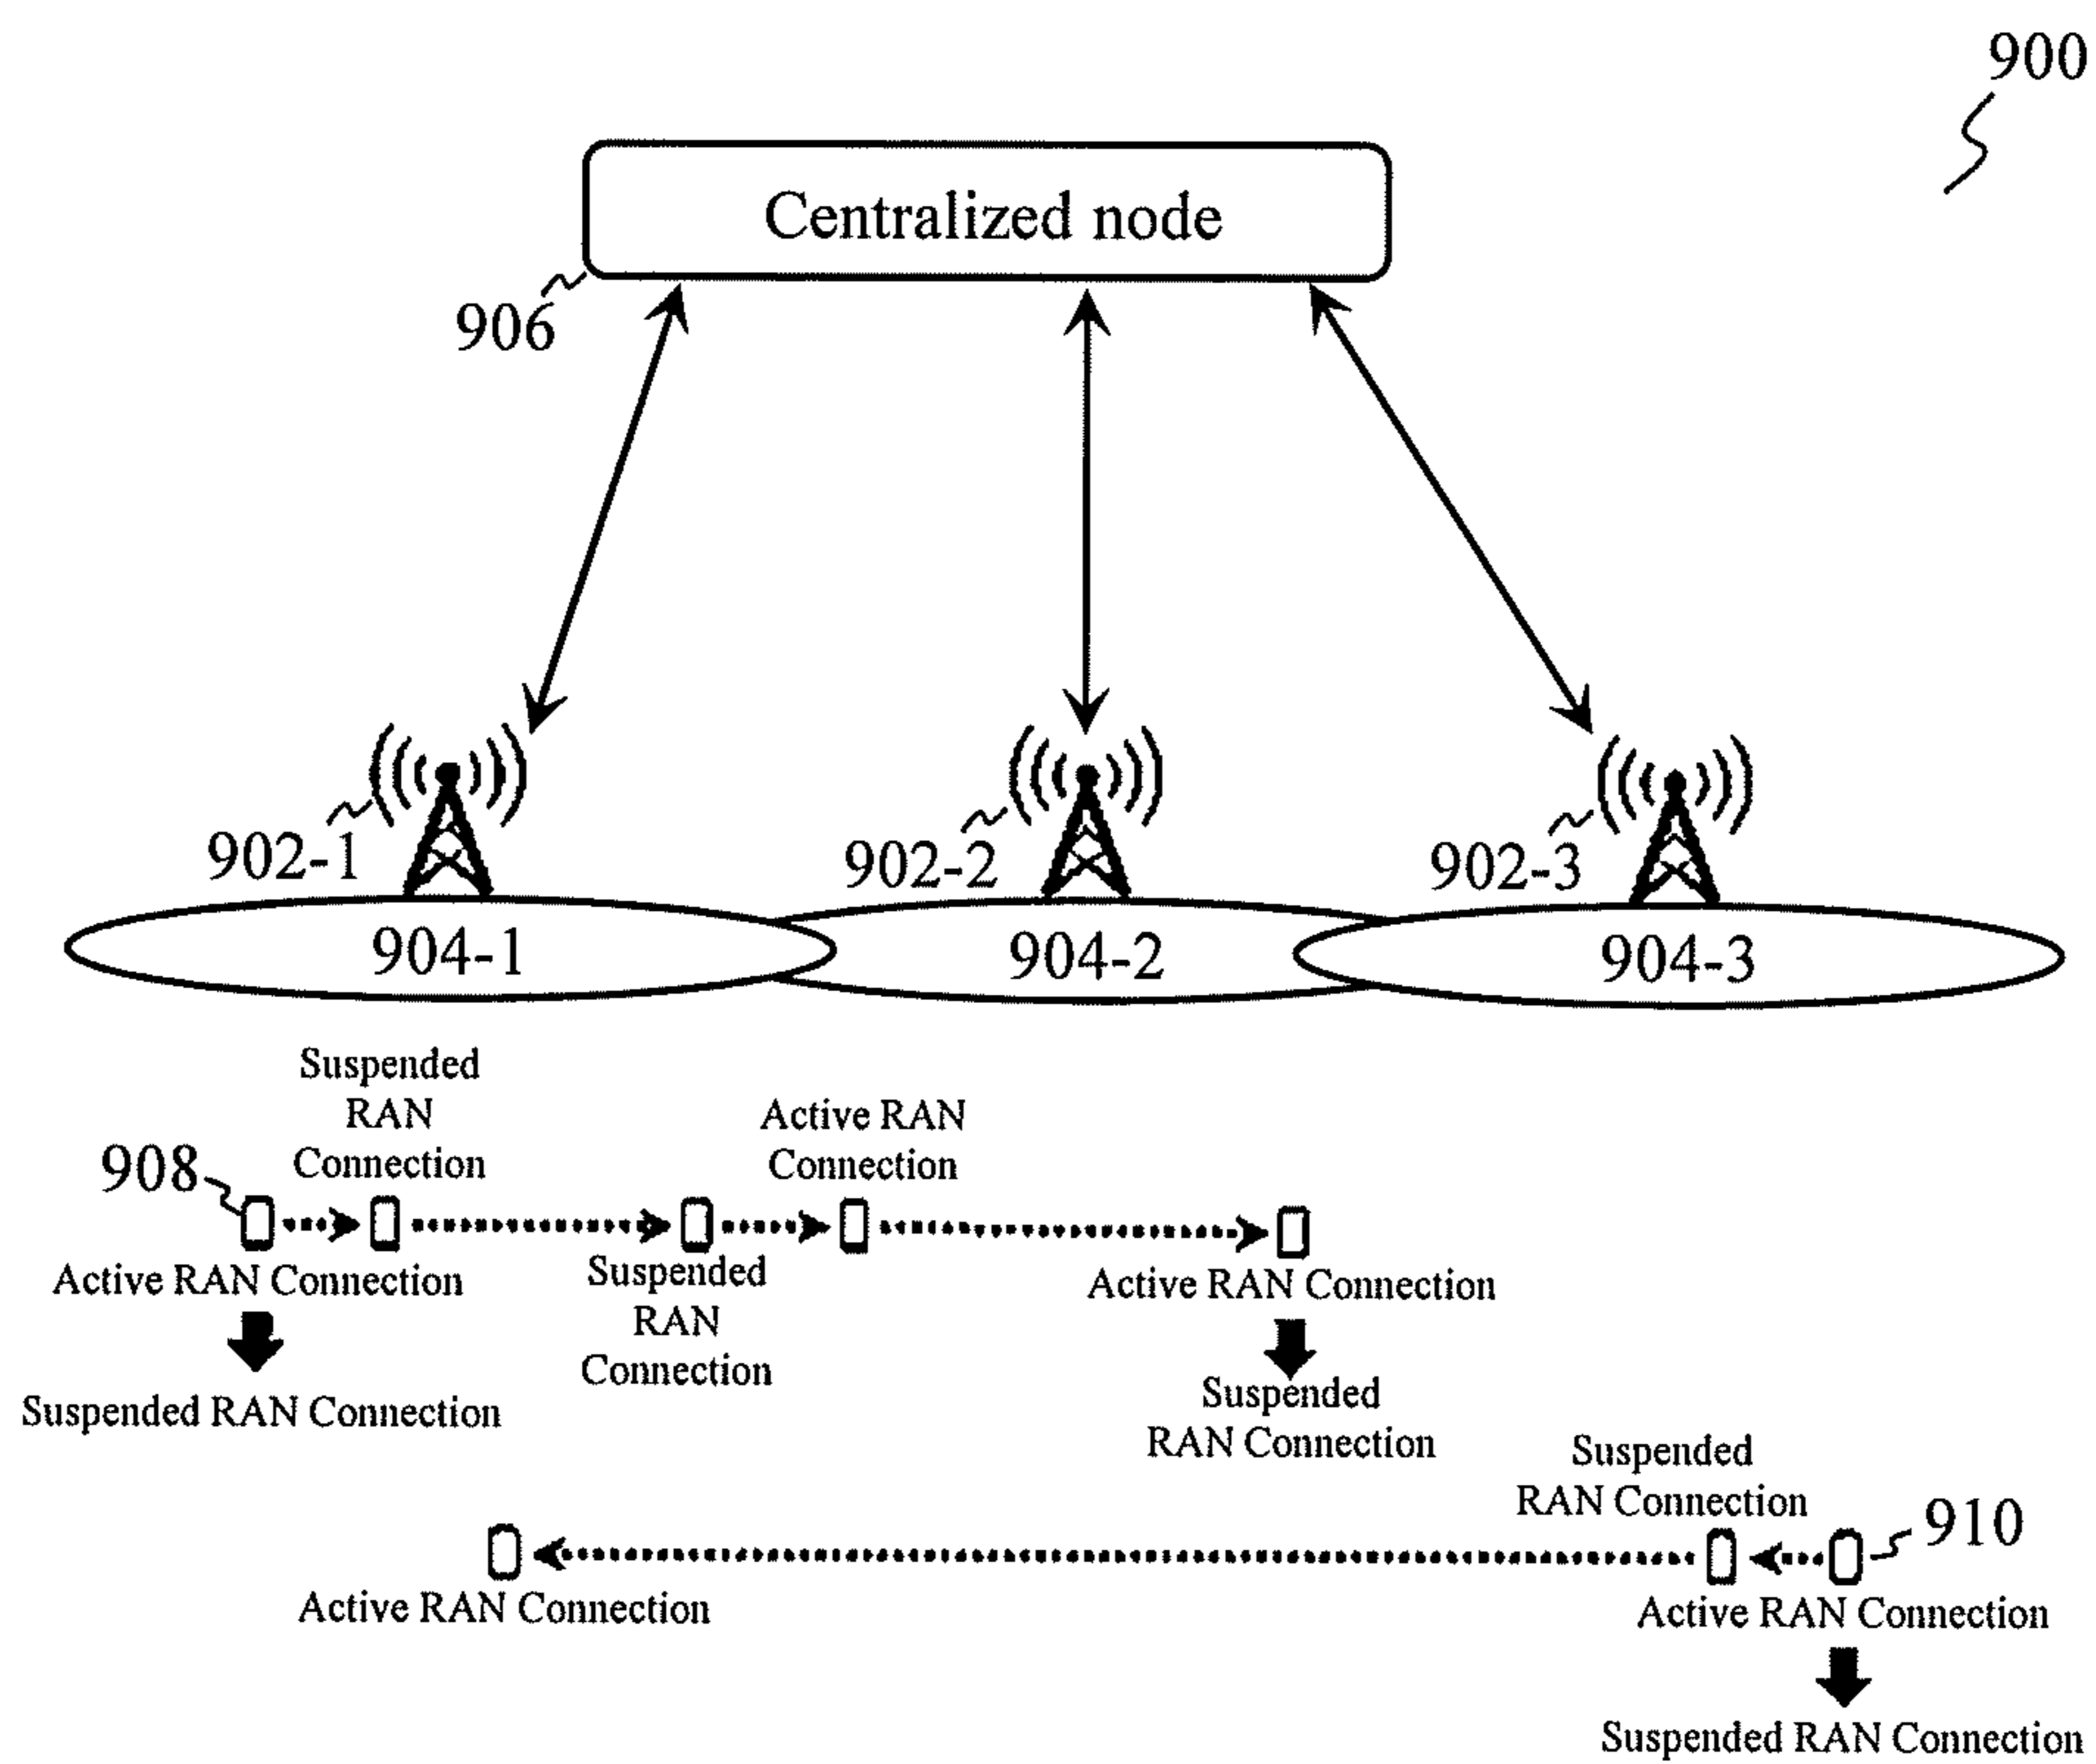 900
Centralized node
906
902-1
902-2
902-3
904-1
904-2
904-3
Suspended
RAN
Connection
Active RAN
Connection
908
Active RAN Connection
Suspended RAN Connection
Suspended
RAN
Connection
Active RAN Connection
Suspended
RAN Connection
Suspended
RAN Connection
910
Active RAN Connection
Active RAN Connection
Suspended RAN Connection